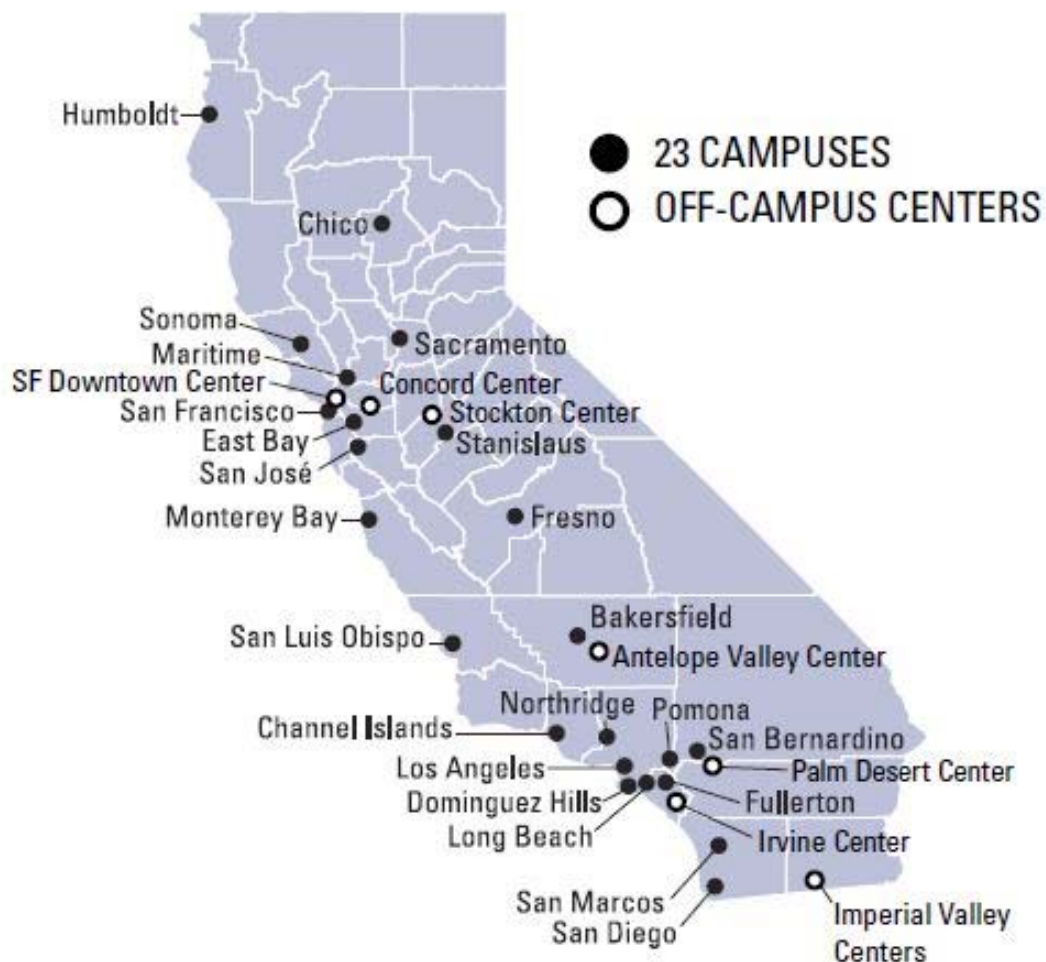 Humboldt
23 CAMPUSES
OFF-CAMPUS CENTERS
Chico
Sonoma
Sacramento
Maritime
SF Downtown Center
Concord Center
San Francisco
Stockton Center
East Bay
Stanislaus
San José
Monterey Bay
Fresno
Bakersfield
San Luis Obispo
Antelope Valley Center
Northridge
Pomona
Channel Islands
San Bernardino
Los Angeles
Palm Desert Center
Dominguez Hills
Fullerton
Long Beach
Irvine Center
San Marcos
San Diego
Imperial Valley
Centers